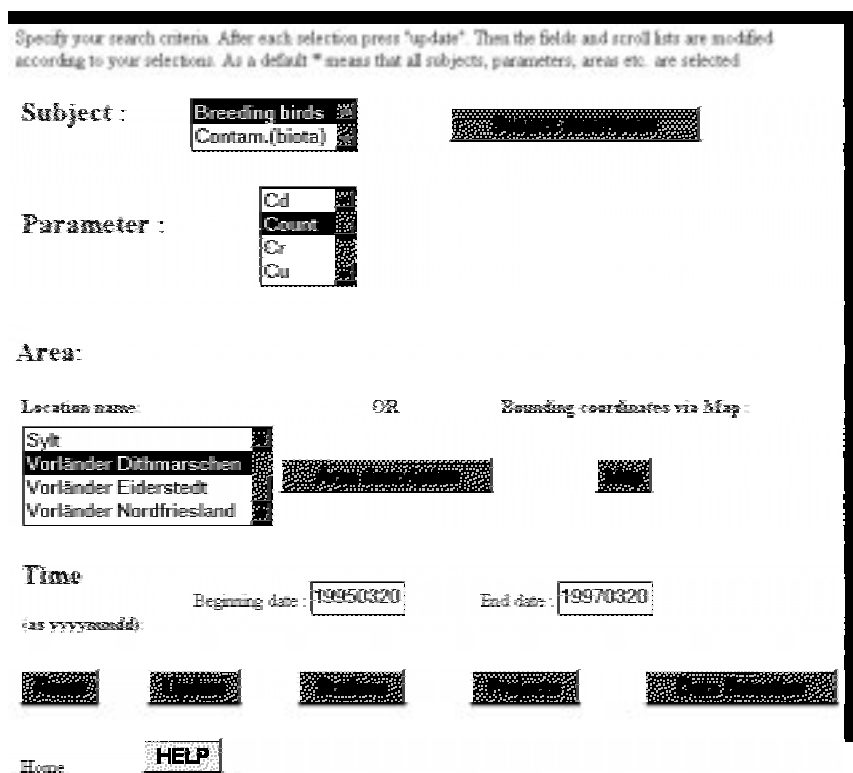 Specify your search criteria. After each selection press "update". Then the fields and scroll lists are modified
according to your selections. As a default * means that all subjects, parameters, areas etc. are selected
Subject :
Breeding birds
Contam.(biota)
Parameter :
Cd
Count
Cr
Cu
Area:
Location name: OR Bounding coordinates via Map :
Sylt
Vorländer Dithmarschen
Vorländer Eiderstedt
Vorländer Nordfriesland
Area Map
Time
Beginning date : 19950320 End date : 19970320
(as yyyymmdd):
Update
HELP
Home